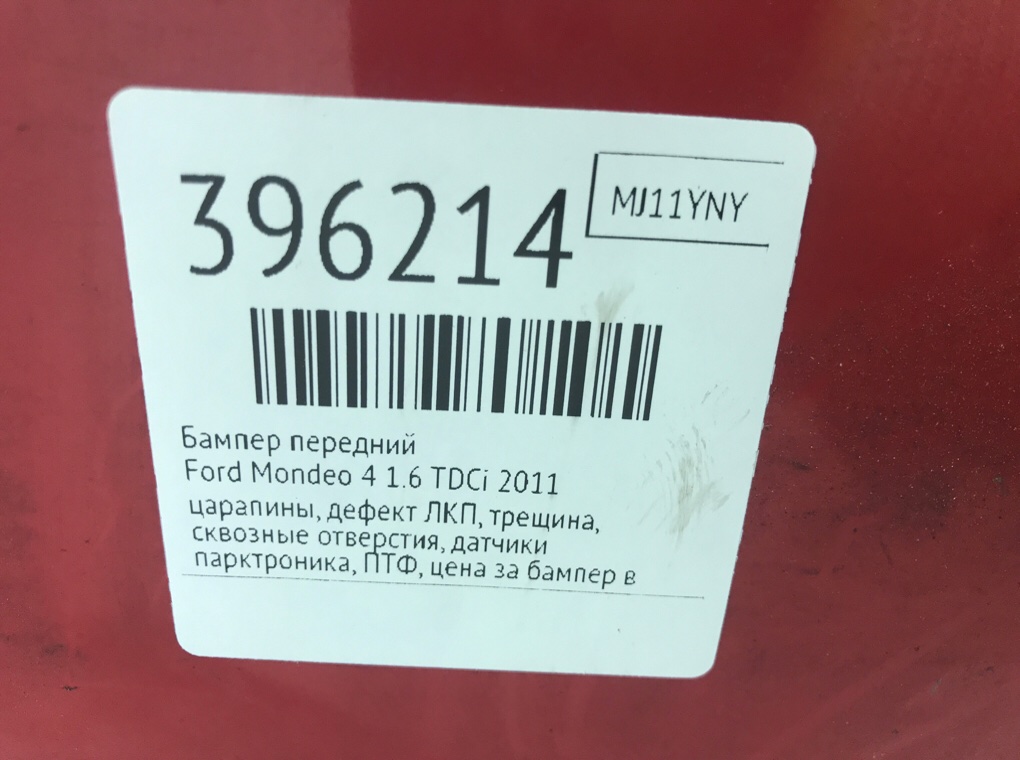 396214
MJ11YNY
Бампер передний
Ford Mondeo 4 1.6 TDCi 2011
царапины, дефект ЛКП, трещина,
сквозные отверстия, датчики
парктроника, ПТФ, цена за бампер в